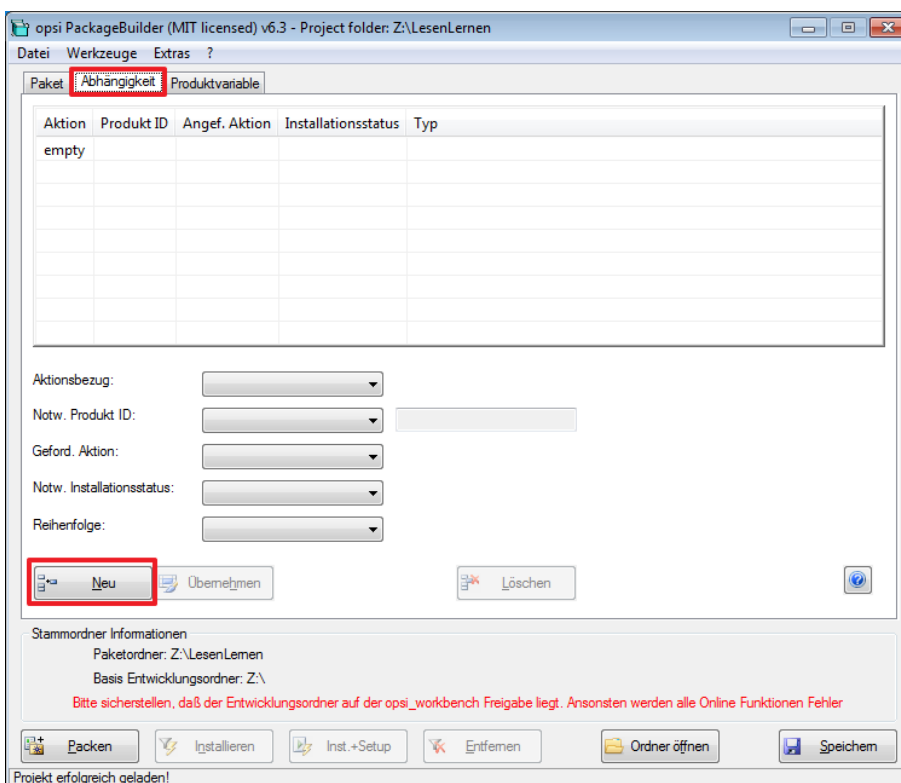 opsi PackageBuilder (MIT licensed) v6.3 - Project folder: Z:\LesenLernen
Datei Werkzeuge Extras ?
Paket Abhängigkeit Produktvariable
Aktion Produkt ID Angef. Aktion Installationsstatus Typ
empty
Aktionsbezug:
Notw. Produkt ID:
Geford. Aktion:
Notw. Installationsstatus:
Reihenfolge:
Neu Übernehmen Löschen
Stammordner Informationen
Paketordner: Z:\LesenLernen
Basis Entwicklungsordner: Z:\
Bitte sicherstellen, daß der Entwicklungsordner auf der opsi_workbench Freigabe liegt. Ansonsten werden alle Online Funktionen Fehler
Packen Installieren Inst.+Setup Entfernen Ordner öffnen Speichern
Projekt erfolgreich geladen!